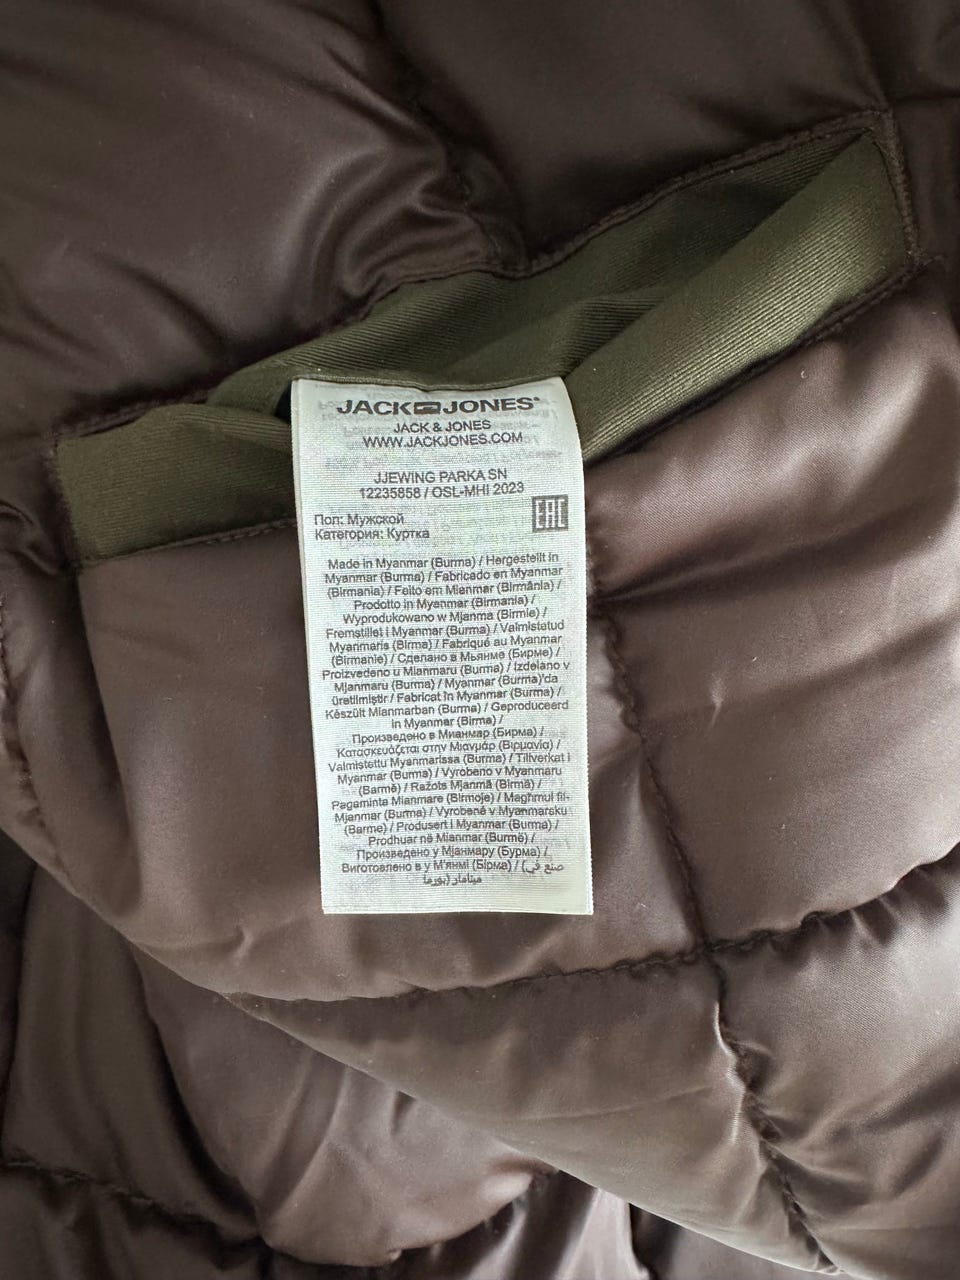 JACK JONES®
JACK & JONES
WWW.JACKJONES.COM
JJEWING PARKA SN
12235858 / OSL-MHI 2023
Пол: Мужской
Категория: Куртка
EAC
Made in Myanmar (Burma) / Hergestellt in
Myanmar (Burma) / Fabricado en Myanmar
(Birmania) / Feito em Mianmar (Birmânia) /
Prodotto in Myanmar (Birmania) /
Wyprodukowano w Mjanma (Birmie) /
Fremstillet i Myanmar (Burma) / Valmistatud
Myanmaris (Birma) / Fabriqué au Myanmar
(Birmanie) / Сделано в Мьянме (Бирме) /
Proizvedeno u Mianmaru (Burma) / Izdelano v
Mjanmaru (Burma) / Myanmar (Burma)'da
üretilmiştir / Fabricat în Myanmar (Burma) /
Készült Mianmarban (Burma) / Geproduceerd
in Myanmar (Birma) /
Произведено в Мианмар (Бирма) /
Κατασκευάζεται στην Μιανμάρ (Βιρμανία) /
Valmistettu Myanmarissa (Burma) / Tillverkat i
Myanmar (Burma) / Vyrobeno v Myanmaru
(Barmě) / Ražots Mjanmā (Birmā) /
Pagaminta Mianmare (Birmoje) / Magħmul fil-
Mjanmar (Burma) / Vyrobené v Myanmarsku
(Barme) / Produsert i Myanmar (Burma) /
Prodhuar në Mianmar (Burmë) /
Произведено у Мјанмару (Бурма) /
Виготовлено в у М'янмі (Бірма) / صنع في)
ميانمار (بورما